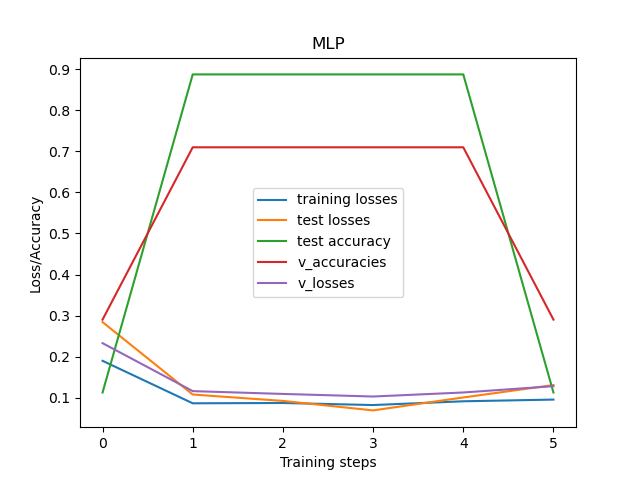 MLP
Loss/Accuracy
0.9
0.8
0.7
0.6
0.5
0.4
0.3
0.2
0.1
training losses
test losses
test accuracy
v_accuracies
v_losses
0 1 2 3 4 5
Training steps